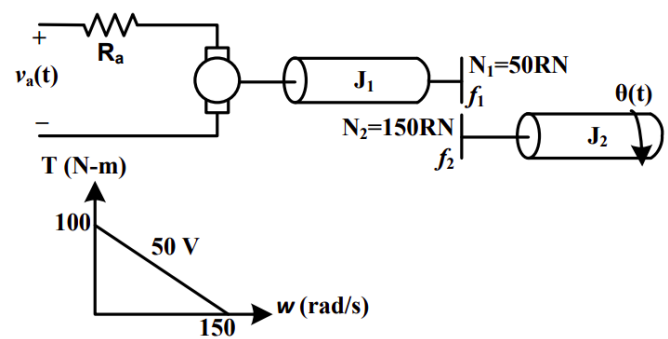 +
Rₐ
vₐ(t)
−
J₁
N₁=50RN
f₁
N₂=150RN
f₂
J₂
θ(t)
T (N-m)
100
50 V
150
w (rad/s)